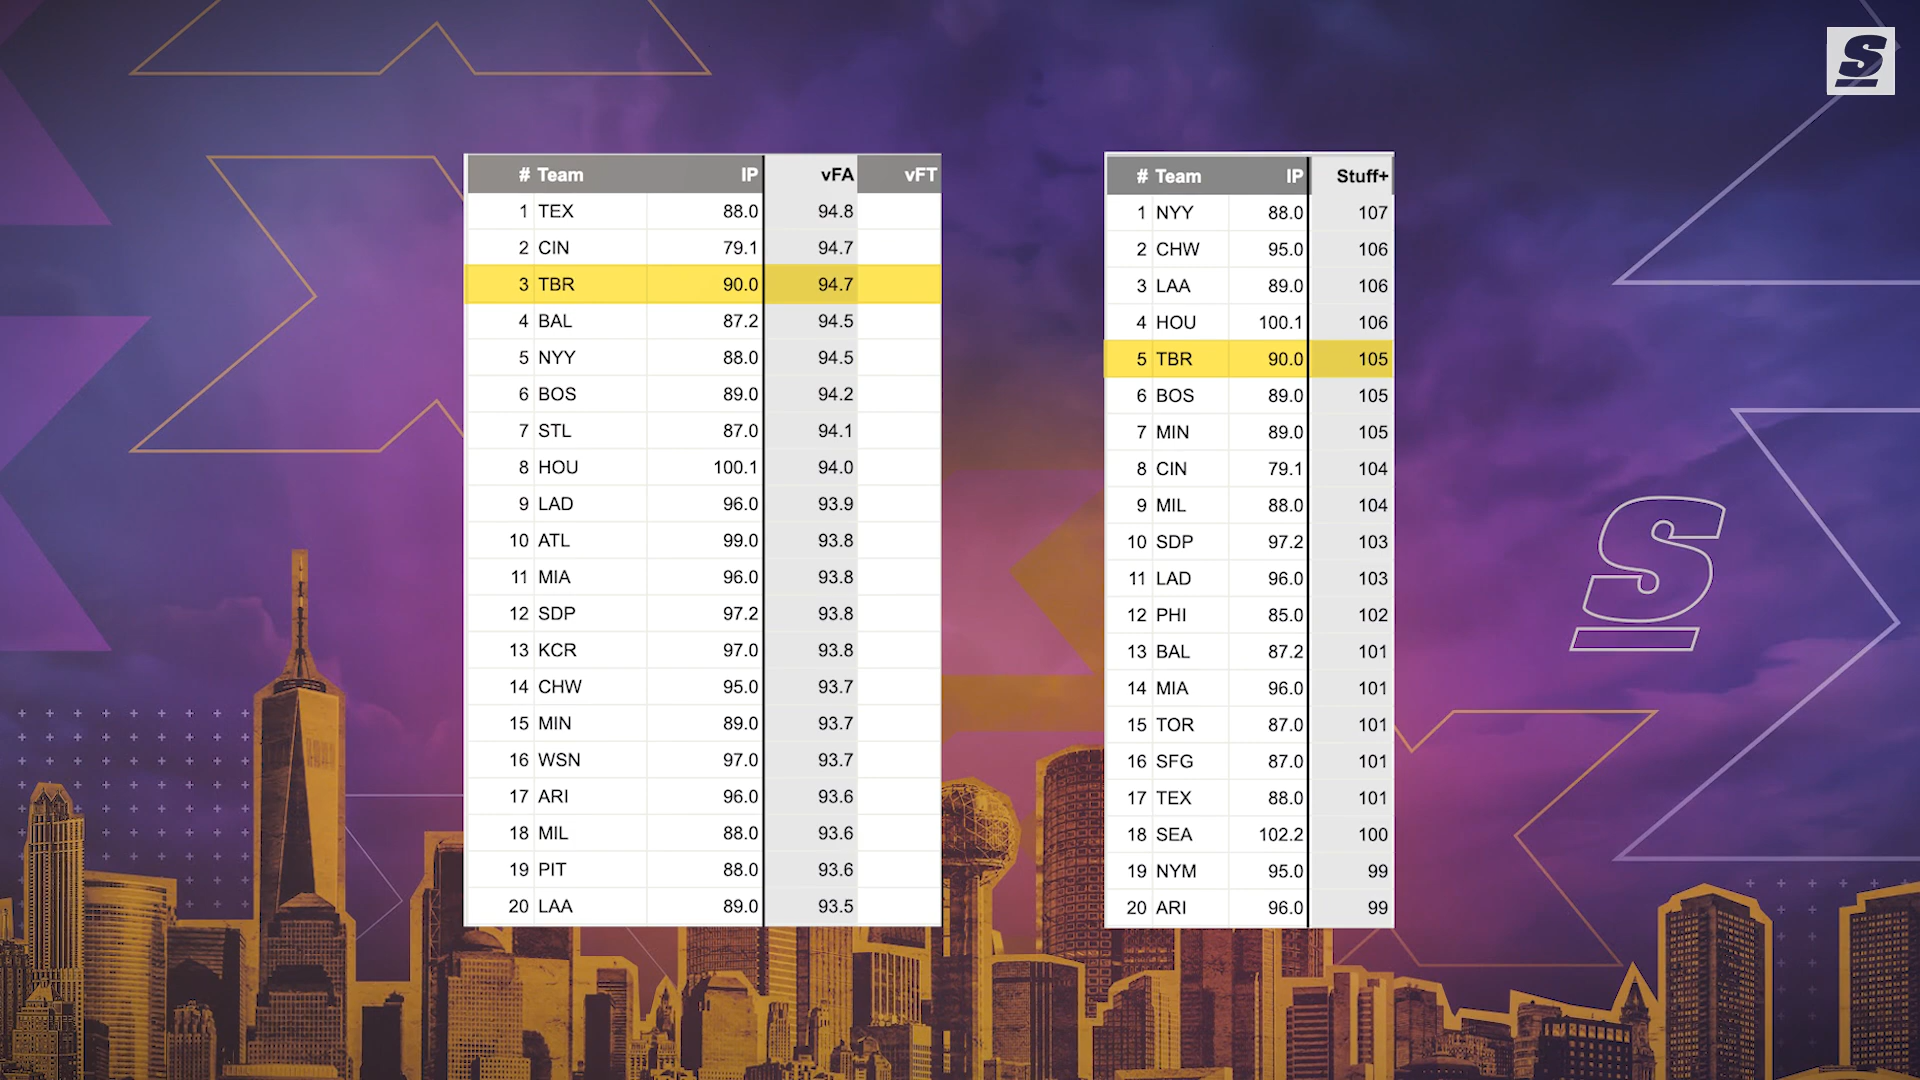 S
# Team IP vFA vFT
1 TEX 88.0 94.8
2 CIN 79.1 94.7
3 TBR 90.0 94.7
4 BAL 87.2 94.5
5 NYY 88.0 94.5
6 BOS 89.0 94.2
7 STL 87.0 94.1
8 HOU 100.1 94.0
9 LAD 96.0 93.9
10 ATL 99.0 93.8
11 MIA 96.0 93.8
12 SDP 97.2 93.8
13 KCR 97.0 93.8
14 CHW 95.0 93.7
15 MIN 89.0 93.7
16 WSN 97.0 93.7
17 ARI 96.0 93.6
18 MIL 88.0 93.6
19 PIT 88.0 93.6
20 LAA 89.0 93.5
# Team IP Stuff+
1 NYY 88.0 107
2 CHW 95.0 106
3 LAA 89.0 106
4 HOU 100.1 106
5 TBR 90.0 105
6 BOS 89.0 105
7 MIN 89.0 105
8 CIN 79.1 104
9 MIL 88.0 104
10 SDP 97.2 103
11 LAD 96.0 103
12 PHI 85.0 102
13 BAL 87.2 101
14 MIA 96.0 101
15 TOR 87.0 101
16 SFG 87.0 101
17 TEX 88.0 101
18 SEA 102.2 100
19 NYM 95.0 99
20 ARI 96.0 99
S